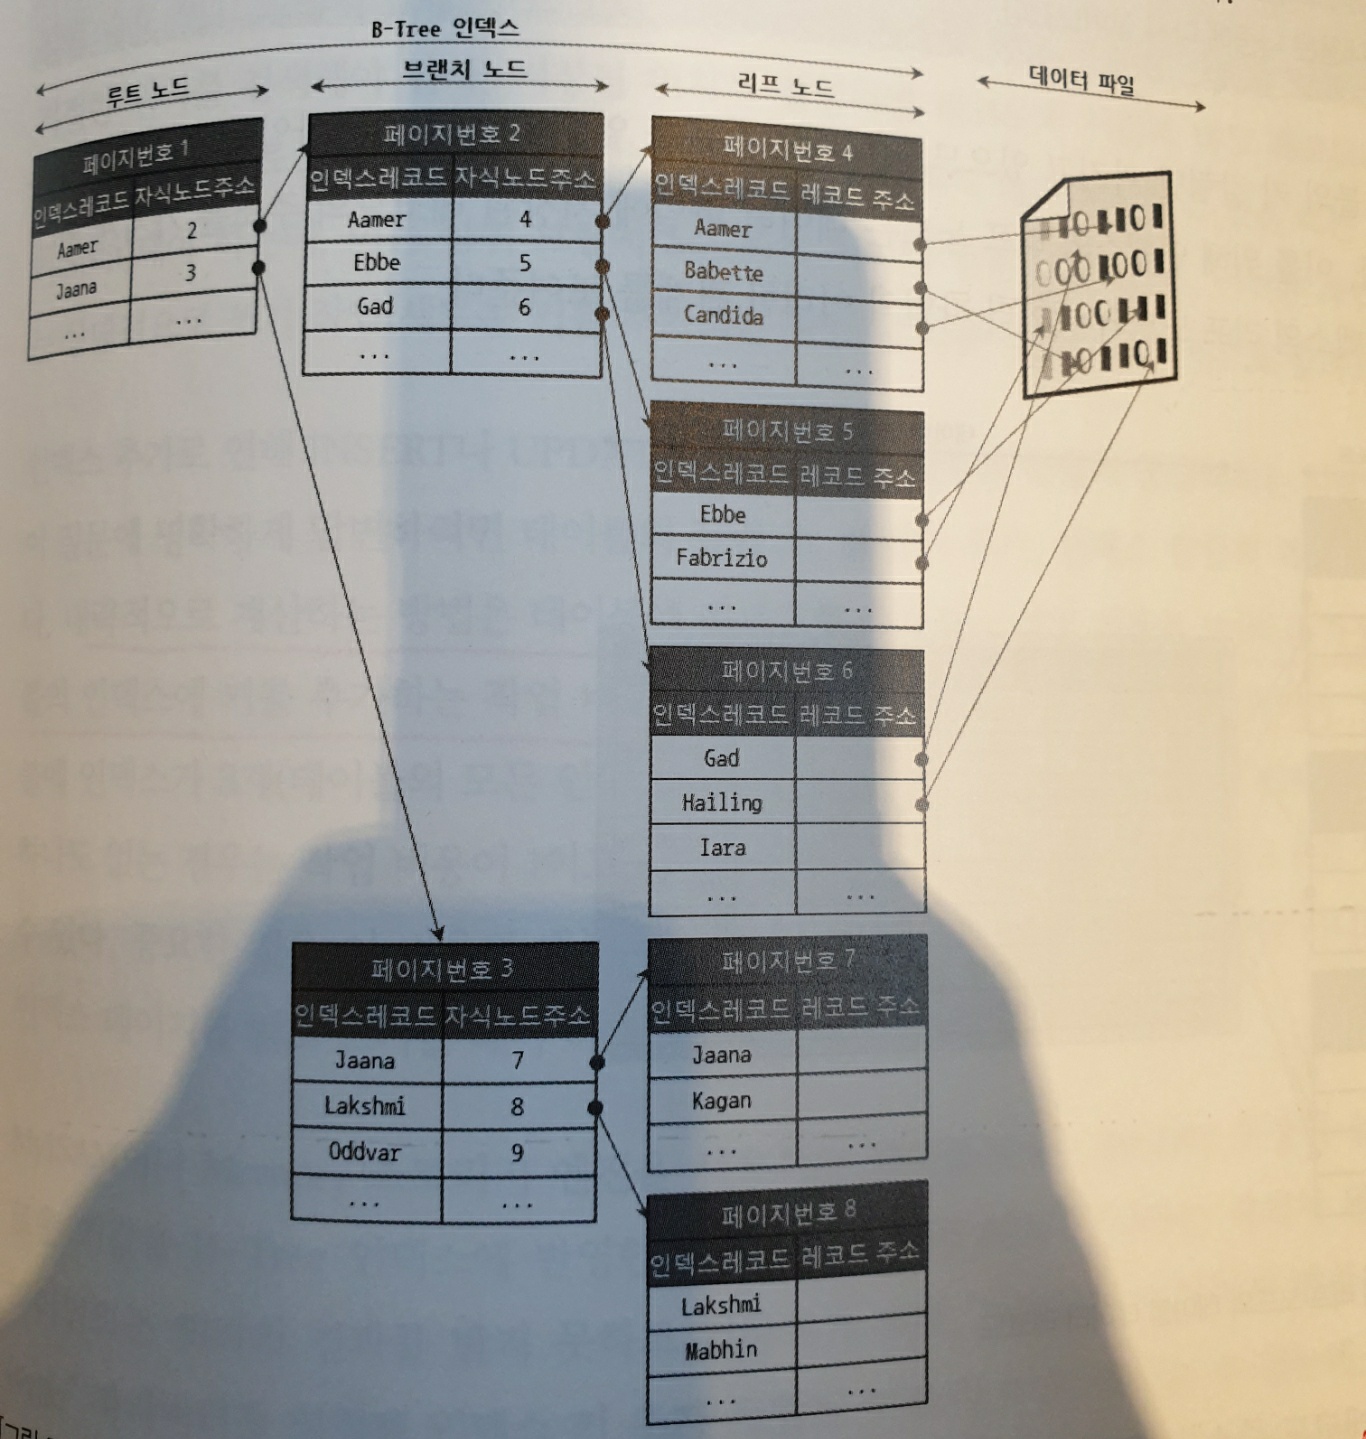 B-Tree 인덱스
루트 노드
브랜치 노드
리프 노드
데이터 파일
페이지번호 1
인덱스레코드 자식노드주소
Aamer 2
Jaana 3
... ...
페이지번호 2
인덱스레코드 자식노드주소
Aamer 4
Ebbe 5
Gad 6
... ...
페이지번호 3
인덱스레코드 자식노드주소
Jaana 7
Lakshmi 8
Oddvar 9
... ...
페이지번호 4
인덱스레코드 레코드 주소
Aamer
Babette
Candida
... ...
페이지번호 5
인덱스레코드 레코드 주소
Ebbe
Fabrizio
... ...
페이지번호 6
인덱스레코드 레코드 주소
Gad
Hailing
Iara
... ...
페이지번호 7
인덱스레코드 레코드 주소
Jaana
Kagan
... ...
페이지번호 8
인덱스레코드 레코드 주소
Lakshmi
Mabhin
... ...